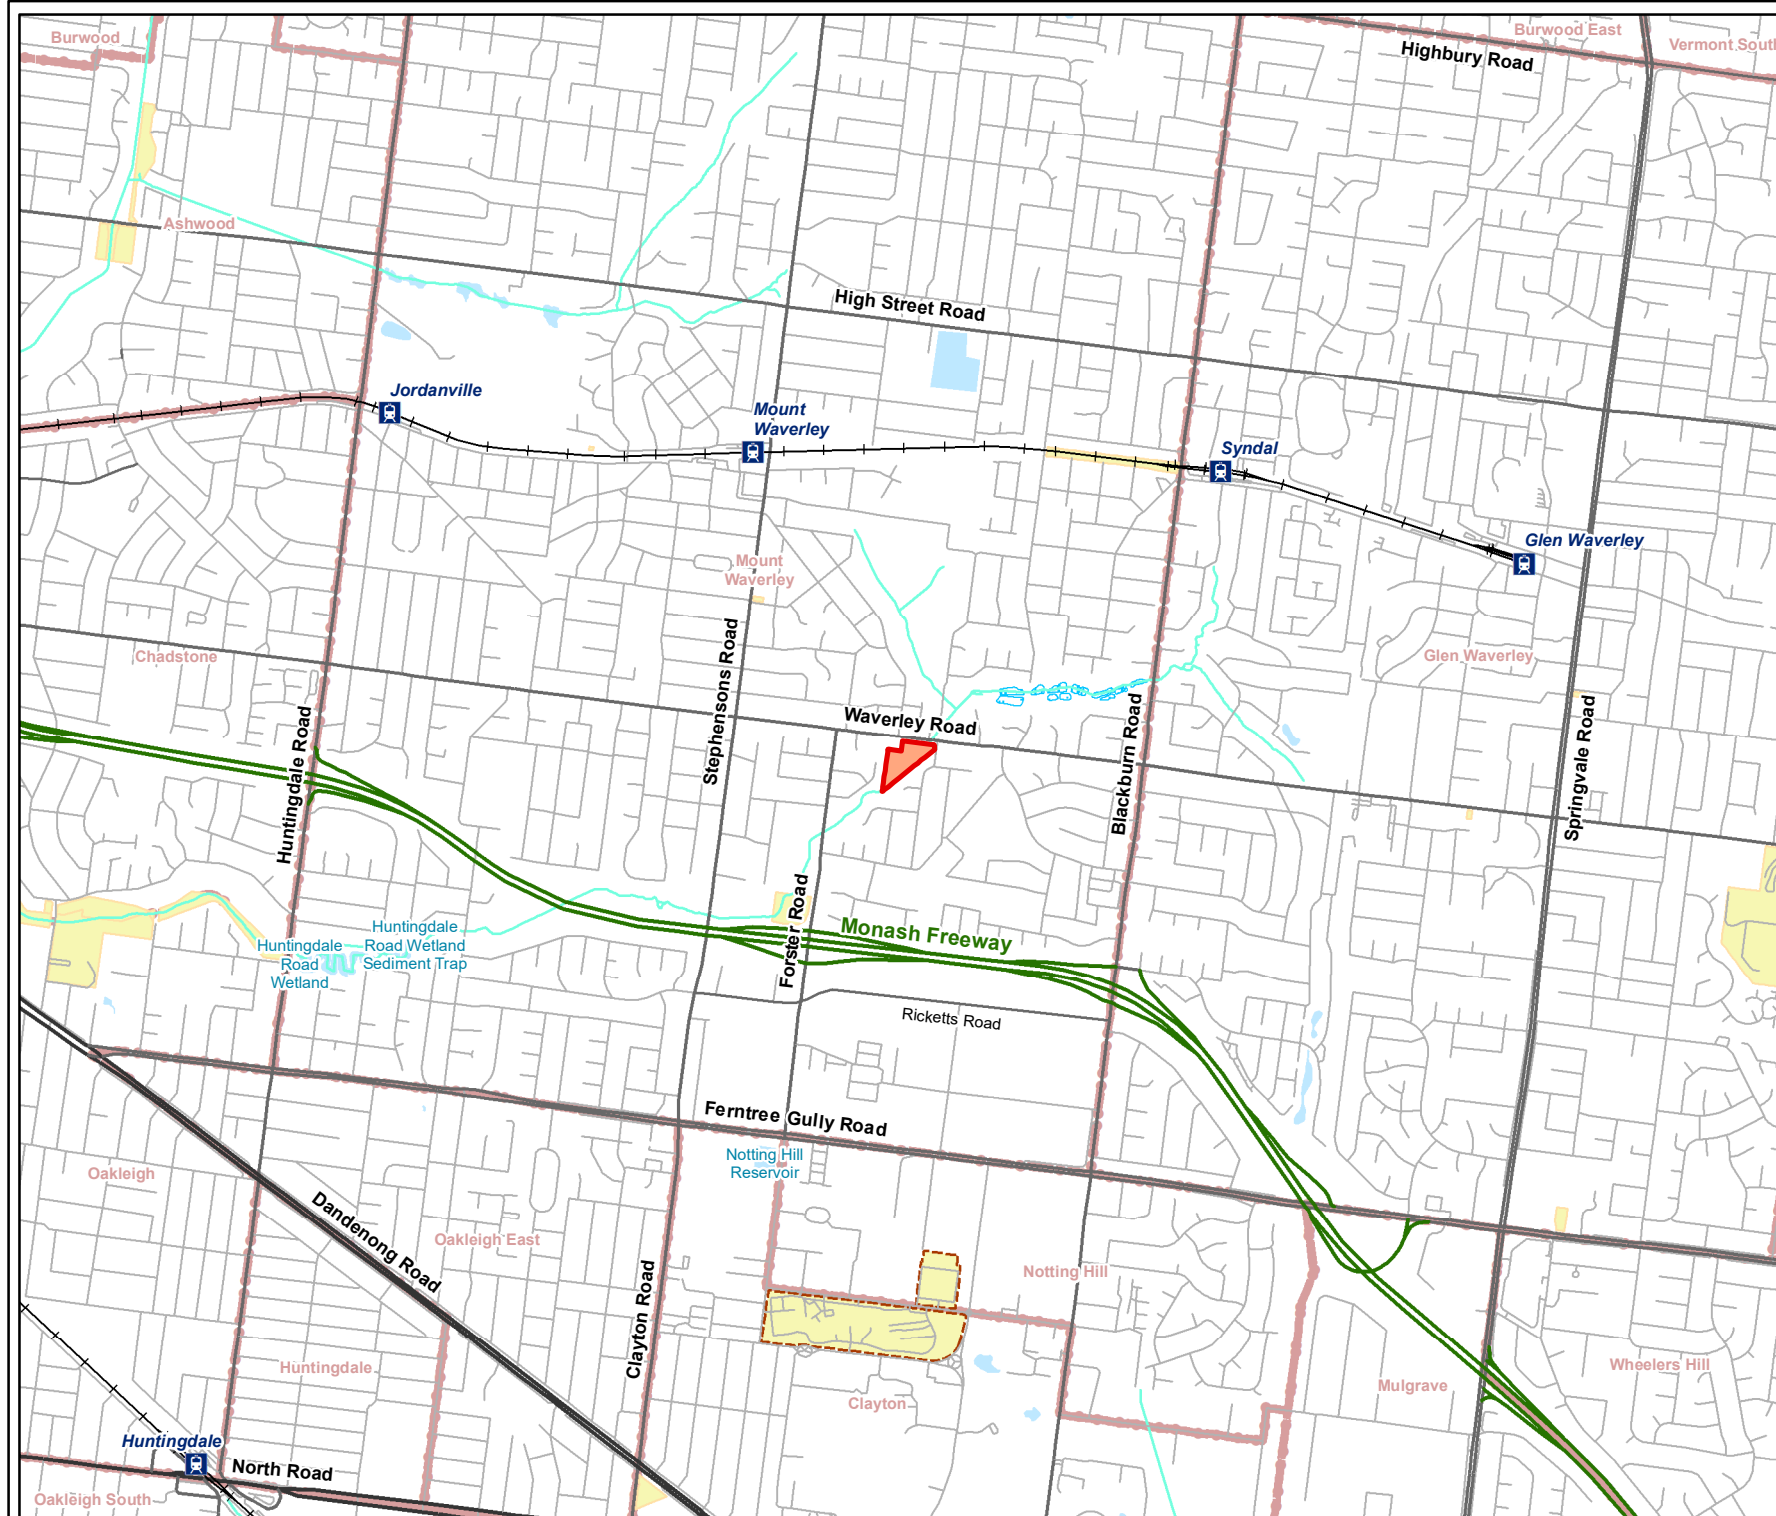 Burwood
Burwood East
Vermont South
Highbury Road
Ashwood
High Street Road
Jordanville
Mount
Waverley
Syndal
Glen Waverley
Mount
Waverley
Chadstone
Glen Waverley
Stephensons Road
Waverley Road
Huntingdale Road
Blackburn Road
Springvale Road
Forster Road
Monash Freeway
Huntingdale
Road Wetland
Sediment Trap
Huntingdale
Road
Wetland
Ricketts Road
Ferntree Gully Road
Notting Hill
Reservoir
Oakleigh
Dandenong Road
Oakleigh East
Clayton Road
Notting Hill
Huntingdale
Clayton
Mulgrave
Wheelers Hill
Huntingdale
North Road
Oakleigh South